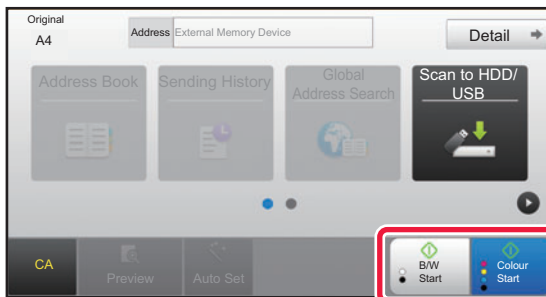 Original
A4
Address External Memory Device
Detail
Address Book
Sending History
Global
Address Search
Scan to HDD/
USB
CA
Preview
Auto Set
B/W
Start
Colour
Start